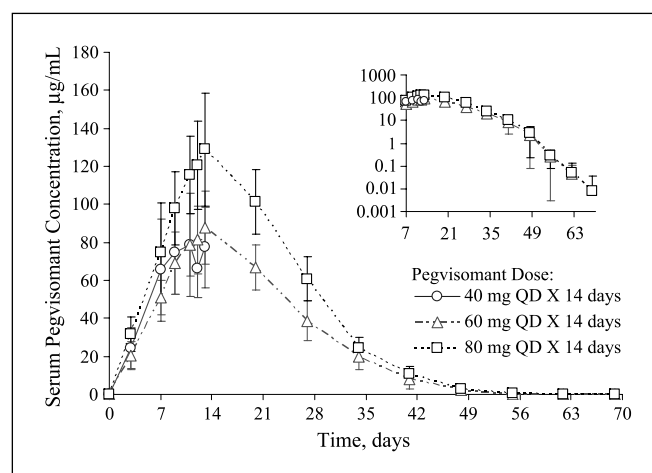 180
160
140
120
100
80
60
40
20
0
Serum Pegvisomant Concentration, µg/mL
0 7 14 21 28 35 42 49 56 63 70
Time, days
1000
100
10
1
0.1
0.01
0.001
7 21 35 49 63
Pegvisomant Dose:
40 mg QD X 14 days
60 mg QD X 14 days
80 mg QD X 14 days